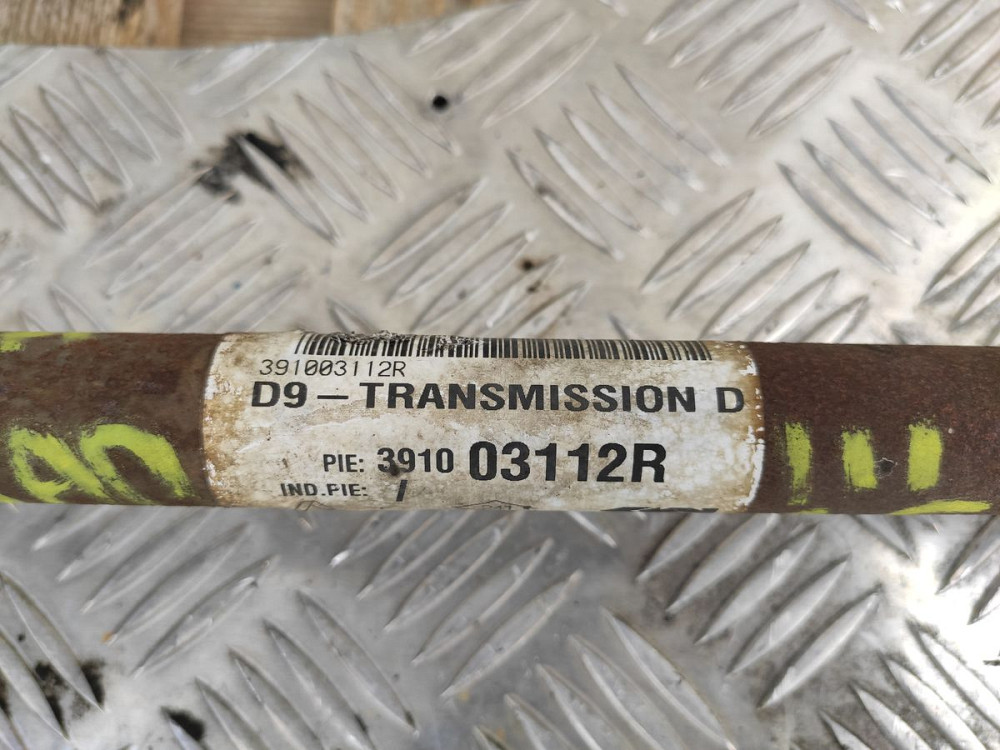 391003112R
D9 – TRANSMISSION D
PIE: 3910 03112R
IND.PIE: /